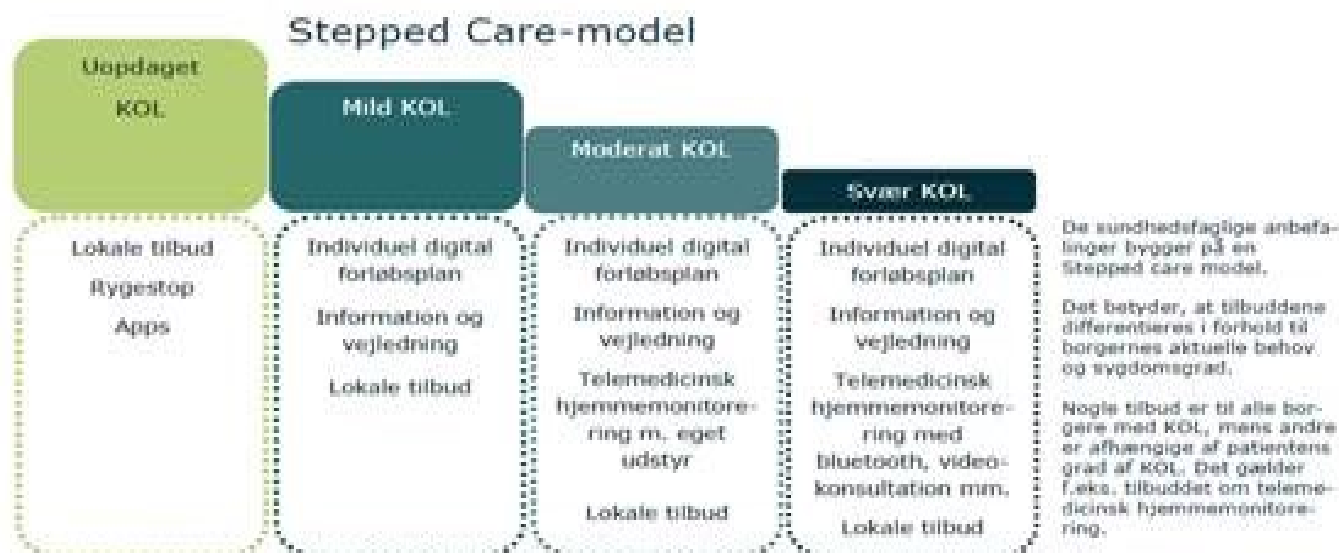 Stepped Care-model
Uopdaget
KOL
Lokale tilbud
Rygestop
Apps
Mild KOL
Individuel digital
forløbsplan
Information og
vejledning
Lokale tilbud
Moderat KOL
Individuel digital
forløbsplan
Information og
vejledning
Telemedicinsk
hjemmemonitore-
ring m. eget
udstyr
Lokale tilbud
Svær KOL
Individuel digital
forløbsplan
Information og
vejledning
Telemedicinsk
hjemmemonitore-
ring med
bluetooth, video-
konsultation mm.
Lokale tilbud
De sundhedsfaglige anbefa-
linger bygger på en
Stepped care model.
Det betyder, at tilbuddene
differentieres i forhold til
borgernes aktuelle behov
og sygdomsgrad.
Nogle tilbud er til alle bor-
gere med KOL, mens andre
er afhængige af patientens
grad af KOL. Det gælder
f.eks. tilbuddet om teleme-
dicinsk hjemmemonitore-
ring.